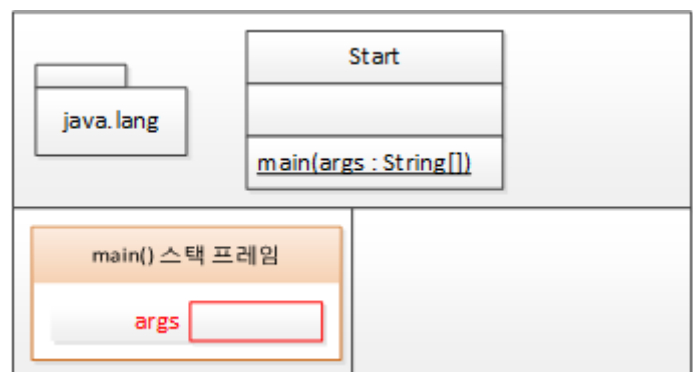 Start
java.lang
main(args : String[])
main() 스택 프레임
args